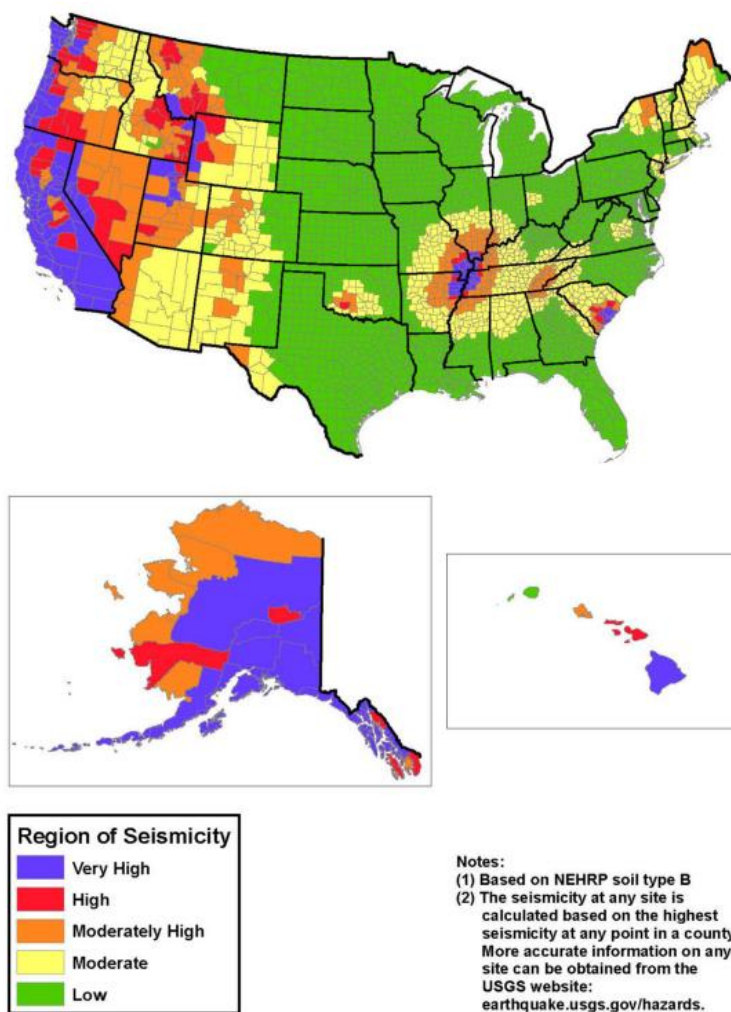 Region of Seismicity
Very High
High
Moderately High
Moderate
Low
Notes:
(1) Based on NEHRP soil type B
(2) The seismicity at any site is
calculated based on the highest
seismicity at any point in a county
More accurate information on any
site can be obtained from the
USGS website:
earthquake.usgs.gov/hazards.